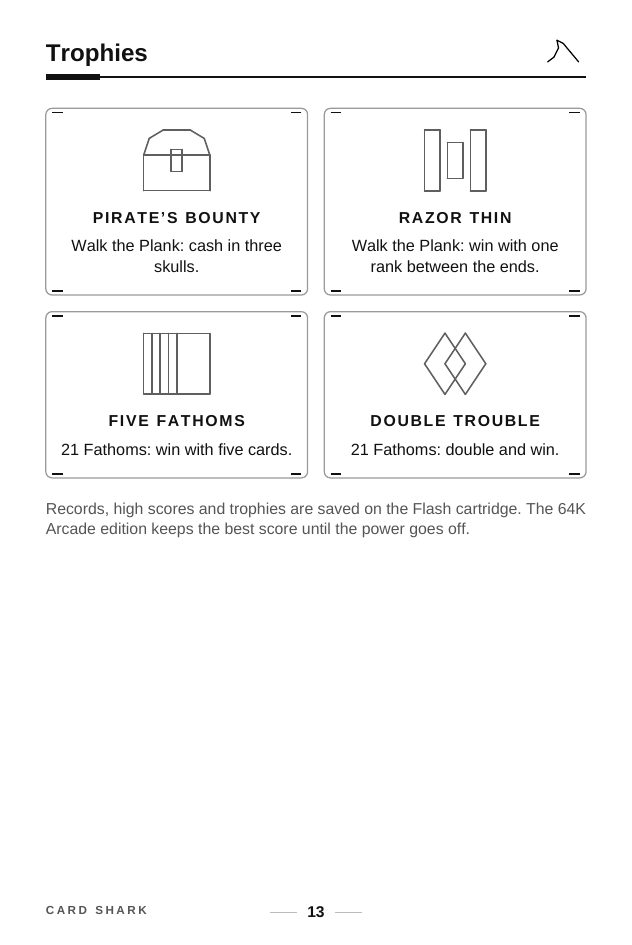 Trophies
PIRATE’S BOUNTY
Walk the Plank: cash in three
skulls.
RAZOR THIN
Walk the Plank: win with one
rank between the ends.
FIVE FATHOMS
21 Fathoms: win with five cards.
DOUBLE TROUBLE
21 Fathoms: double and win.
Records, high scores and trophies are saved on the Flash cartridge. The 64K
Arcade edition keeps the best score until the power goes off.
CARD SHARK
13